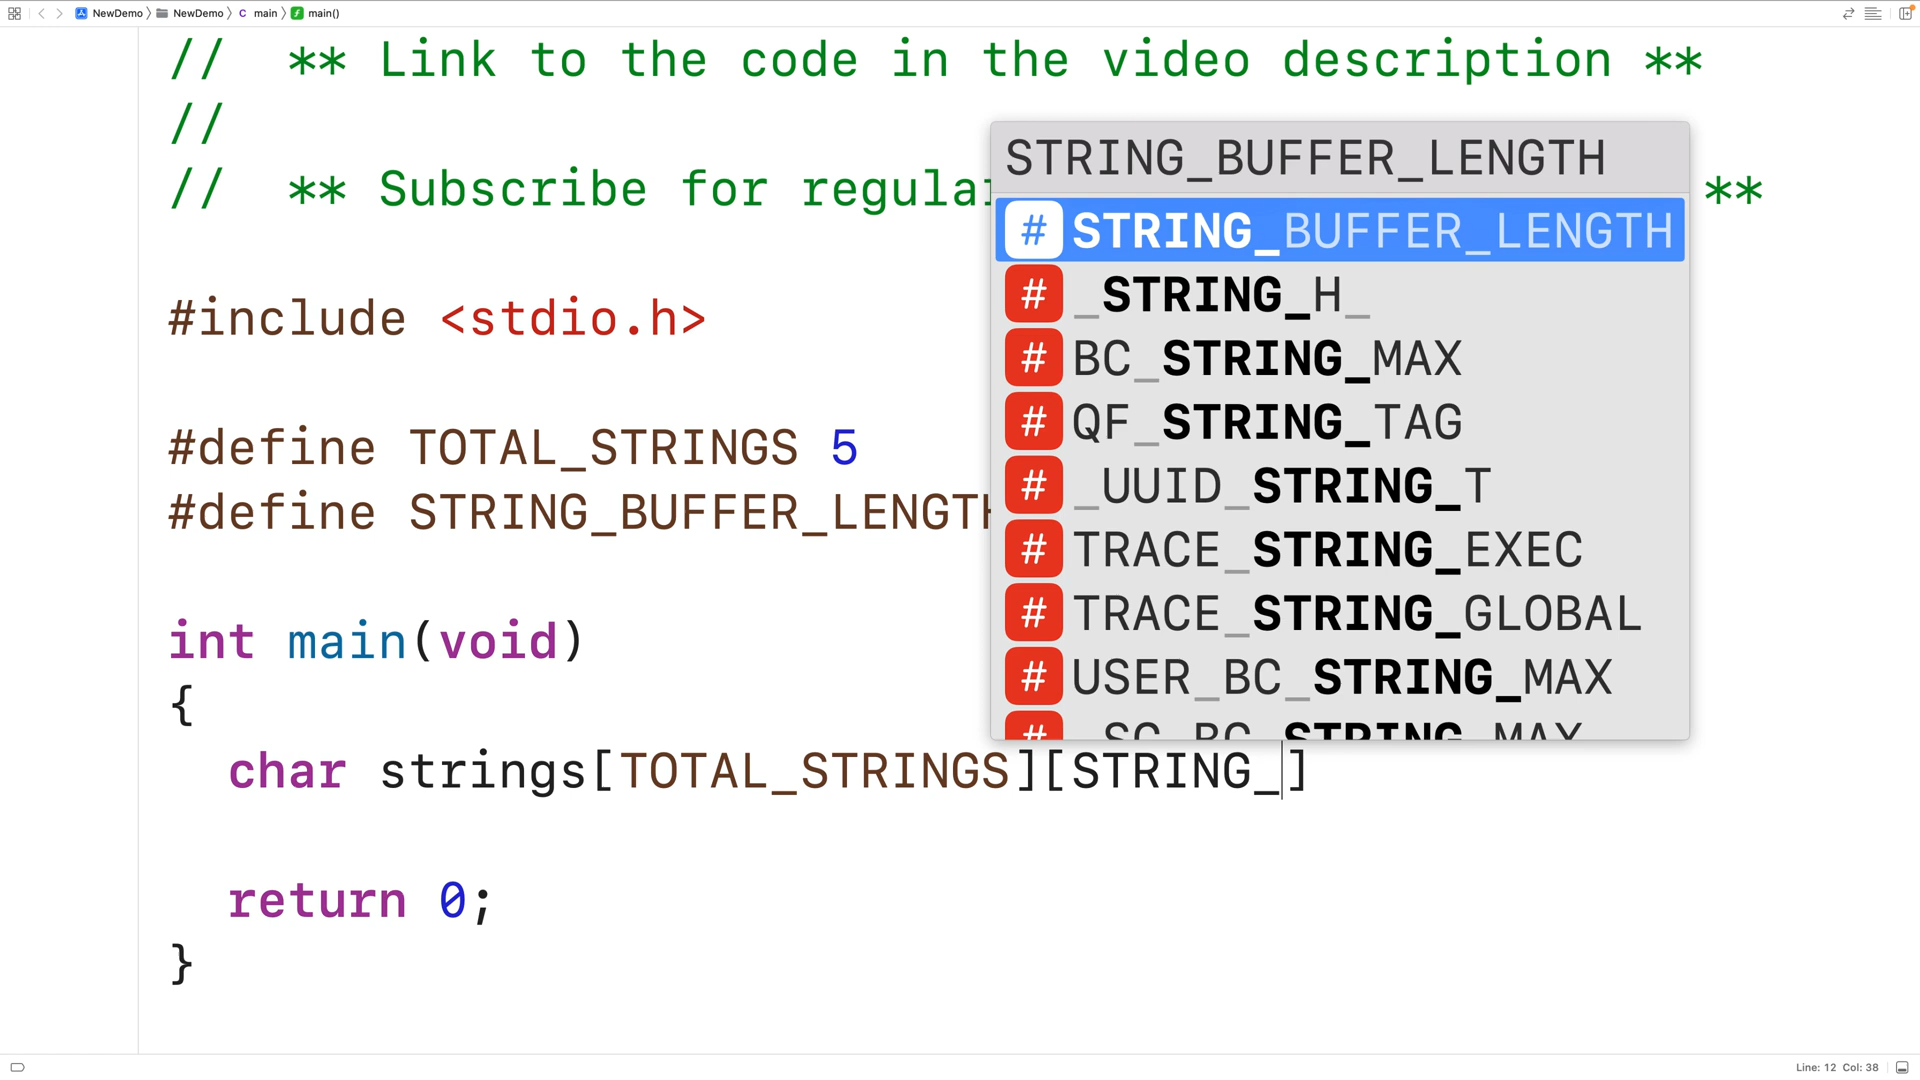 NewDemo NewDemo C main f main()
// ** Link to the code in the video description **
//
// ** Subscribe for regular **
#include <stdio.h>
#define TOTAL_STRINGS 5
#define STRING_BUFFER_LENGTH
int main(void)
{
char strings[TOTAL_STRINGS][STRING_]
return 0;
}
STRING_BUFFER_LENGTH
# STRING_BUFFER_LENGTH
# _STRING_H_
# BC_STRING_MAX
# QF_STRING_TAG
# _UUID_STRING_T
# TRACE_STRING_EXEC
# TRACE_STRING_GLOBAL
# USER_BC_STRING_MAX
# _SC_BC_STRING_MAX
Line: 12 Col: 38